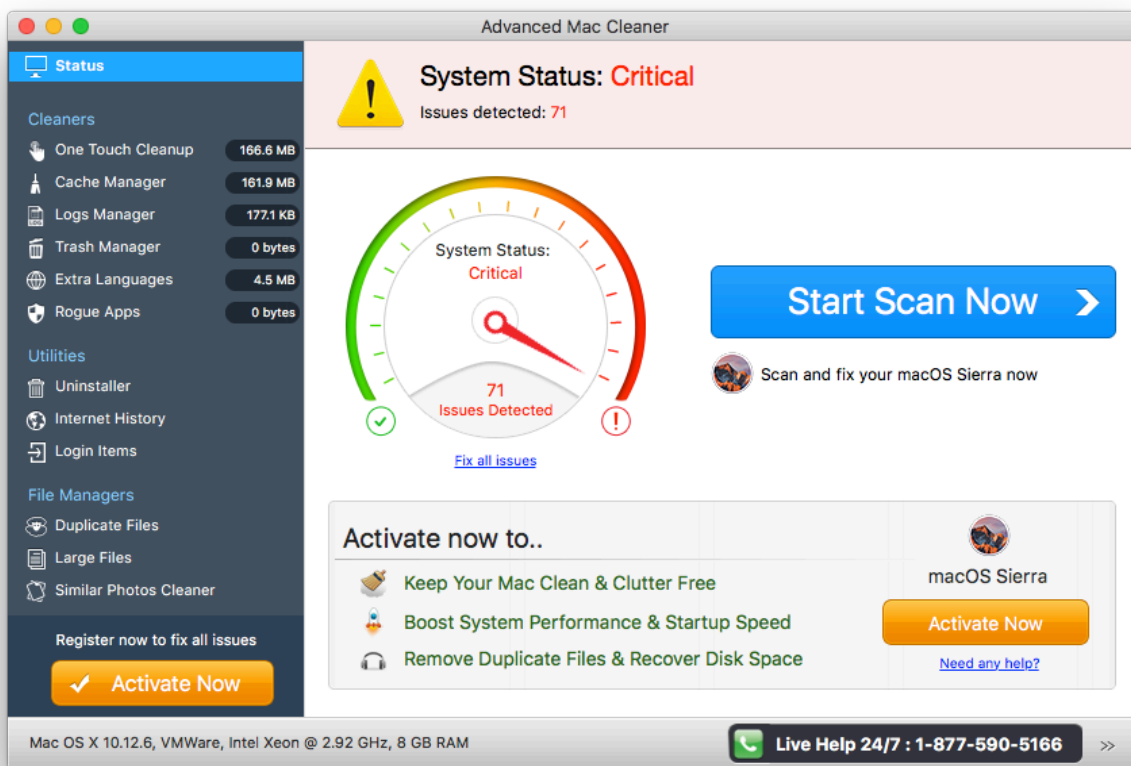 Advanced Mac Cleaner
Status
Cleaners
One Touch Cleanup 166.6 MB
Cache Manager 161.9 MB
Logs Manager 177.1 KB
Trash Manager 0 bytes
Extra Languages 4.5 MB
Rogue Apps 0 bytes
Utilities
Uninstaller
Internet History
Login Items
File Managers
Duplicate Files
Large Files
Similar Photos Cleaner
Register now to fix all issues
Activate Now
System Status: Critical
Issues detected: 71
System Status:
Critical
71
Issues Detected
Fix all issues
Start Scan Now
Scan and fix your macOS Sierra now
Activate now to..
Keep Your Mac Clean & Clutter Free
Boost System Performance & Startup Speed
Remove Duplicate Files & Recover Disk Space
macOS Sierra
Activate Now
Need any help?
Mac OS X 10.12.6, VMWare, Intel Xeon @ 2.92 GHz, 8 GB RAM
Live Help 24/7 : 1-877-590-5166